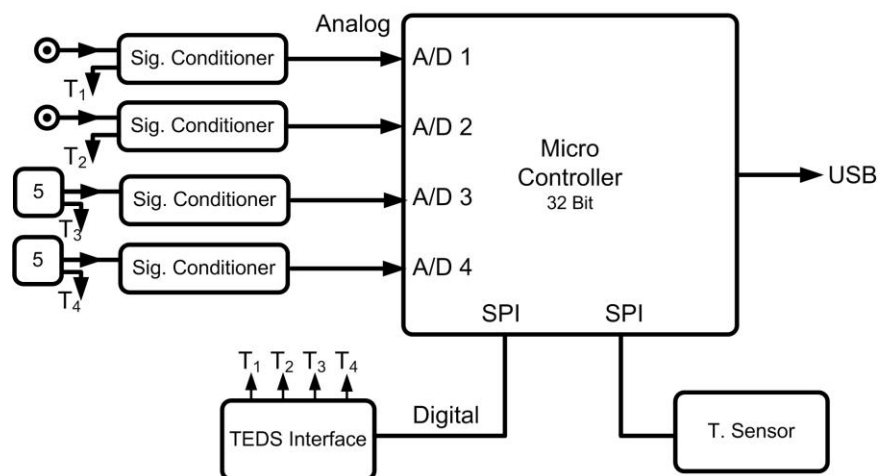 Analog
Sig. Conditioner
A/D 1
T1
Sig. Conditioner
A/D 2
T2
Micro
Controller
32 Bit
USB
5
Sig. Conditioner
A/D 3
T3
5
Sig. Conditioner
A/D 4
T4
SPI
SPI
T1 T2 T3 T4
Digital
TEDS Interface
T. Sensor